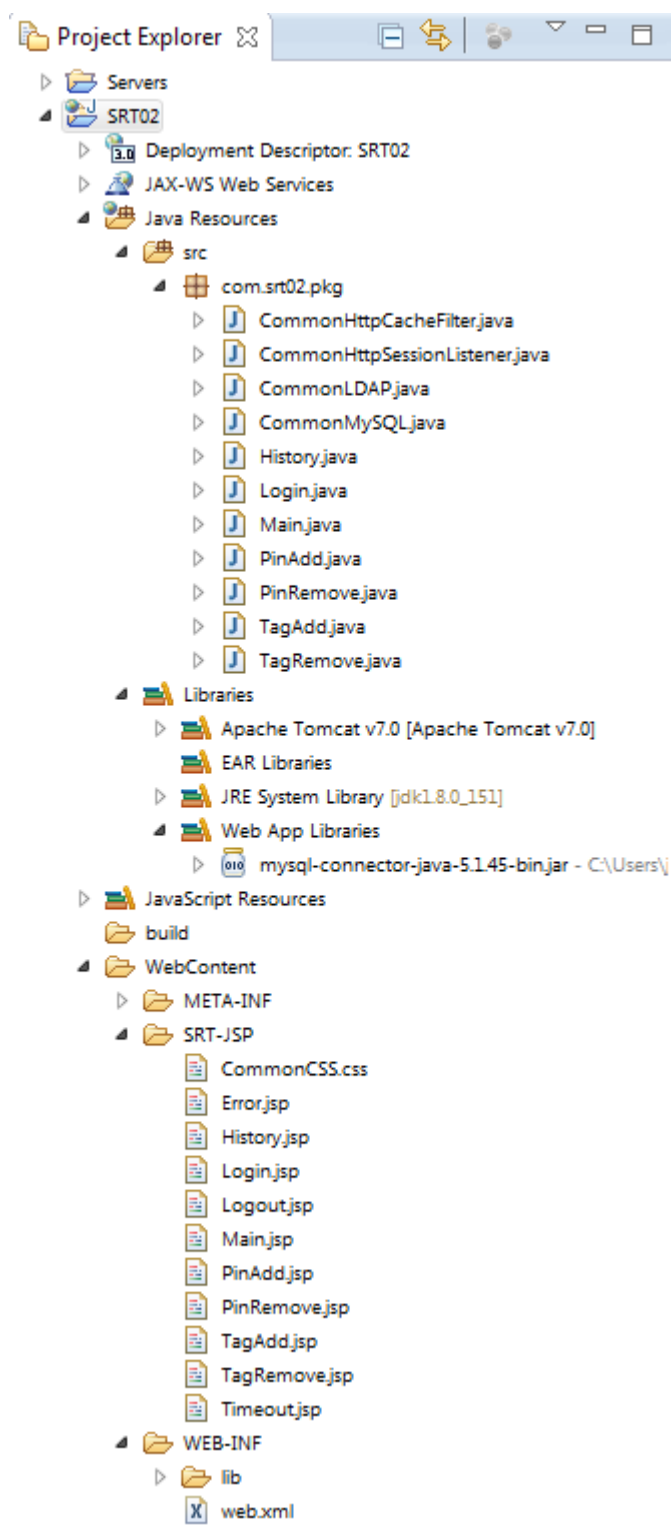 Project Explorer
Servers
SRT02
3.0 Deployment Descriptor: SRT02
JAX-WS Web Services
Java Resources
src
com.srt02.pkg
J CommonHttpCacheFilter.java
J CommonHttpSessionListener.java
J CommonLDAP.java
J CommonMySQL.java
J History.java
J Login.java
J Main.java
J PinAdd.java
J PinRemove.java
J TagAdd.java
J TagRemove.java
Libraries
Apache Tomcat v7.0 [Apache Tomcat v7.0]
EAR Libraries
JRE System Library [jdk1.8.0_151]
Web App Libraries
010 mysql-connector-java-5.1.45-bin.jar - C:\Users\j
JavaScript Resources
build
WebContent
META-INF
SRT-JSP
CommonCSS.css
Error.jsp
History.jsp
Login.jsp
Logout.jsp
Main.jsp
PinAdd.jsp
PinRemove.jsp
TagAdd.jsp
TagRemove.jsp
Timeout.jsp
WEB-INF
lib
X web.xml